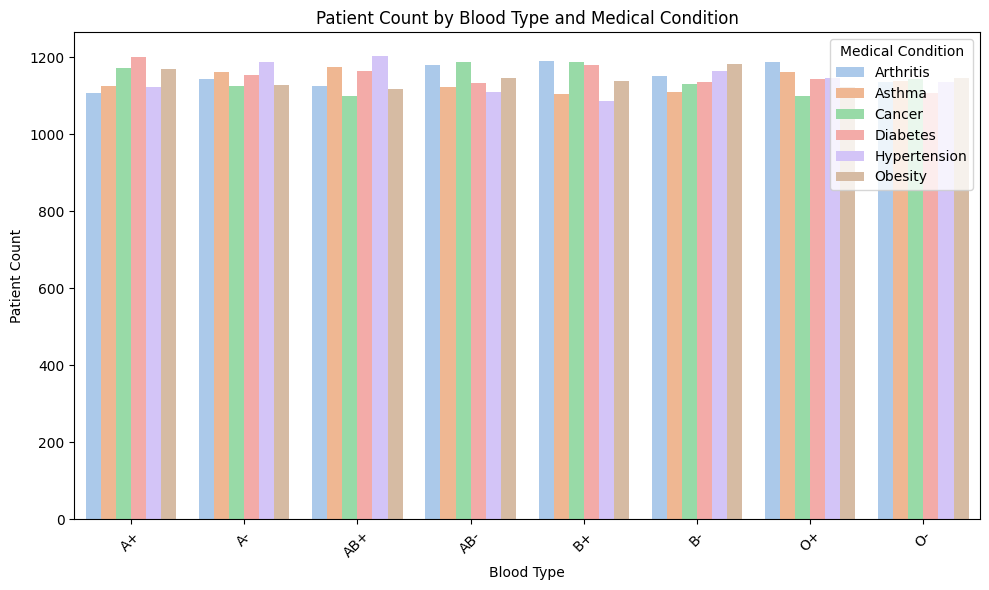 Patient Count by Blood Type and Medical Condition
Medical Condition
Arthritis
Asthma
Cancer
Diabetes
Hypertension
Obesity
Patient Count
1200
1000
800
600
400
200
0
A+
A-
AB+
AB-
B+
B-
O+
O-
Blood Type